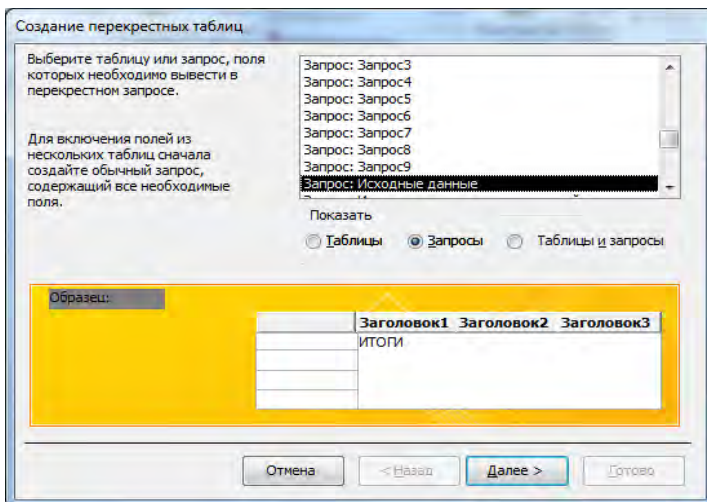 Создание перекрестных таблиц
Выберите таблицу или запрос, поля
которых необходимо вывести в
перекрестном запросе.
Для включения полей из
нескольких таблиц сначала
создайте обычный запрос,
содержащий все необходимые
поля.
Запрос: Запрос3
Запрос: Запрос4
Запрос: Запрос5
Запрос: Запрос6
Запрос: Запрос7
Запрос: Запрос8
Запрос: Запрос9
Запрос: Исходные данные
Показать
Таблицы Запросы Таблицы и запросы
Образец:
Заголовок1 Заголовок2 Заголовок3
ИТОГИ
Отмена < Назад Далее > Готово